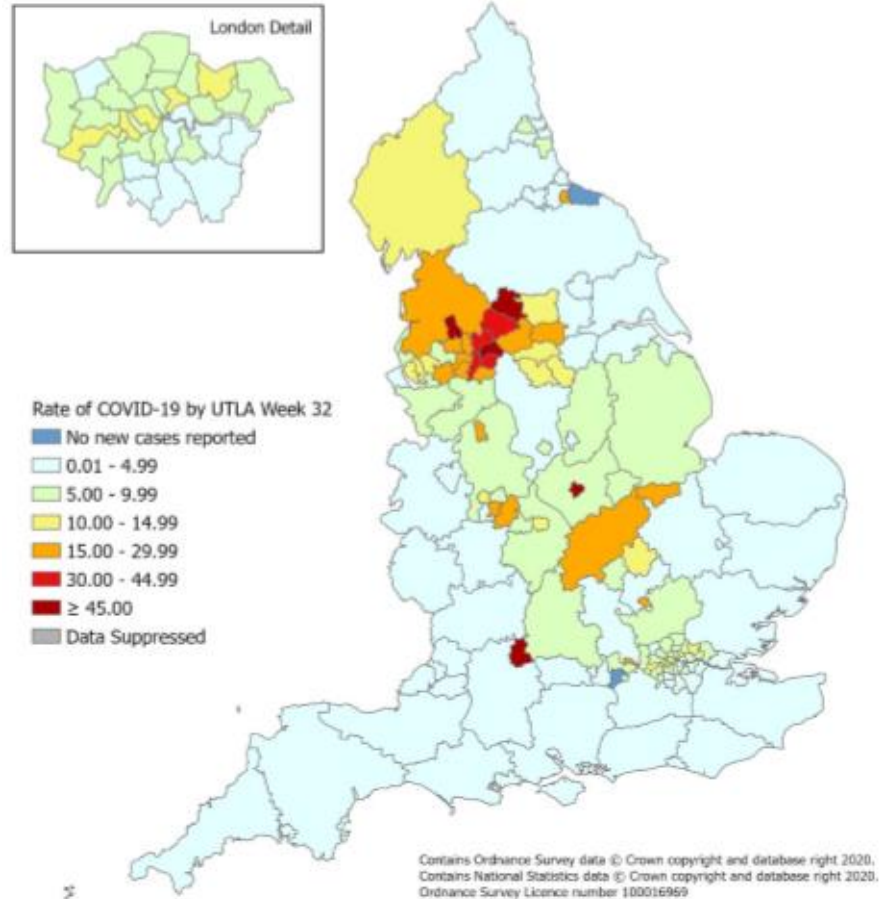 London Detail
Rate of COVID-19 by UTLA Week 32
No new cases reported
0.01 - 4.99
5.00 - 9.99
10.00 - 14.99
15.00 - 29.99
30.00 - 44.99
≥ 45.00
Data Suppressed
Contains Ordnance Survey data © Crown copyright and database right 2020.
Contains National Statistics data © Crown copyright and database right 2020.
Ordnance Survey Licence number 100016969